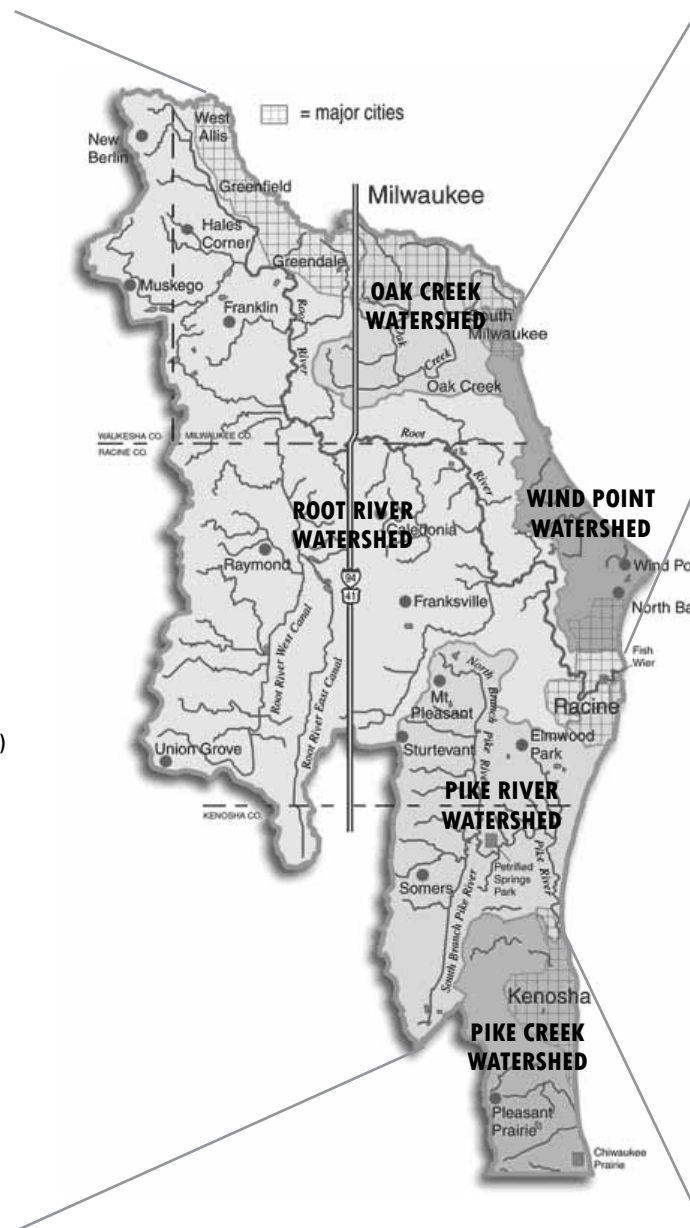 West
Allis
= major cities
New
Berlin
Greenfield
Milwaukee
Hales
Corner
Greendale
Muskego
Franklin
OAK CREEK
WATERSHED
South
Milwaukee
Root
River
Oak
Creek
Oak Creek
WAUKESHA CO.
MILWAUKEE CO.
RACINE CO.
Root
River
WIND POINT
WATERSHED
ROOT RIVER
WATERSHED
Caledonia
Raymond
94
41
Wind Po
North Ba
Franksville
Fish
Wier
Root River West Canal
Root River East Canal
North Branch Pike River
Mt.
Pleasant
Racine
Sturtevant
Elmwood
Park
)
Union Grove
PIKE RIVER
WATERSHED
KENOSHA CO.
Petrified
Springs
Park
Pike River
Somers
South Branch Pike River
Kenosha
PIKE CREEK
WATERSHED
Pleasant
Prairie
Chiwaukee
Prairie